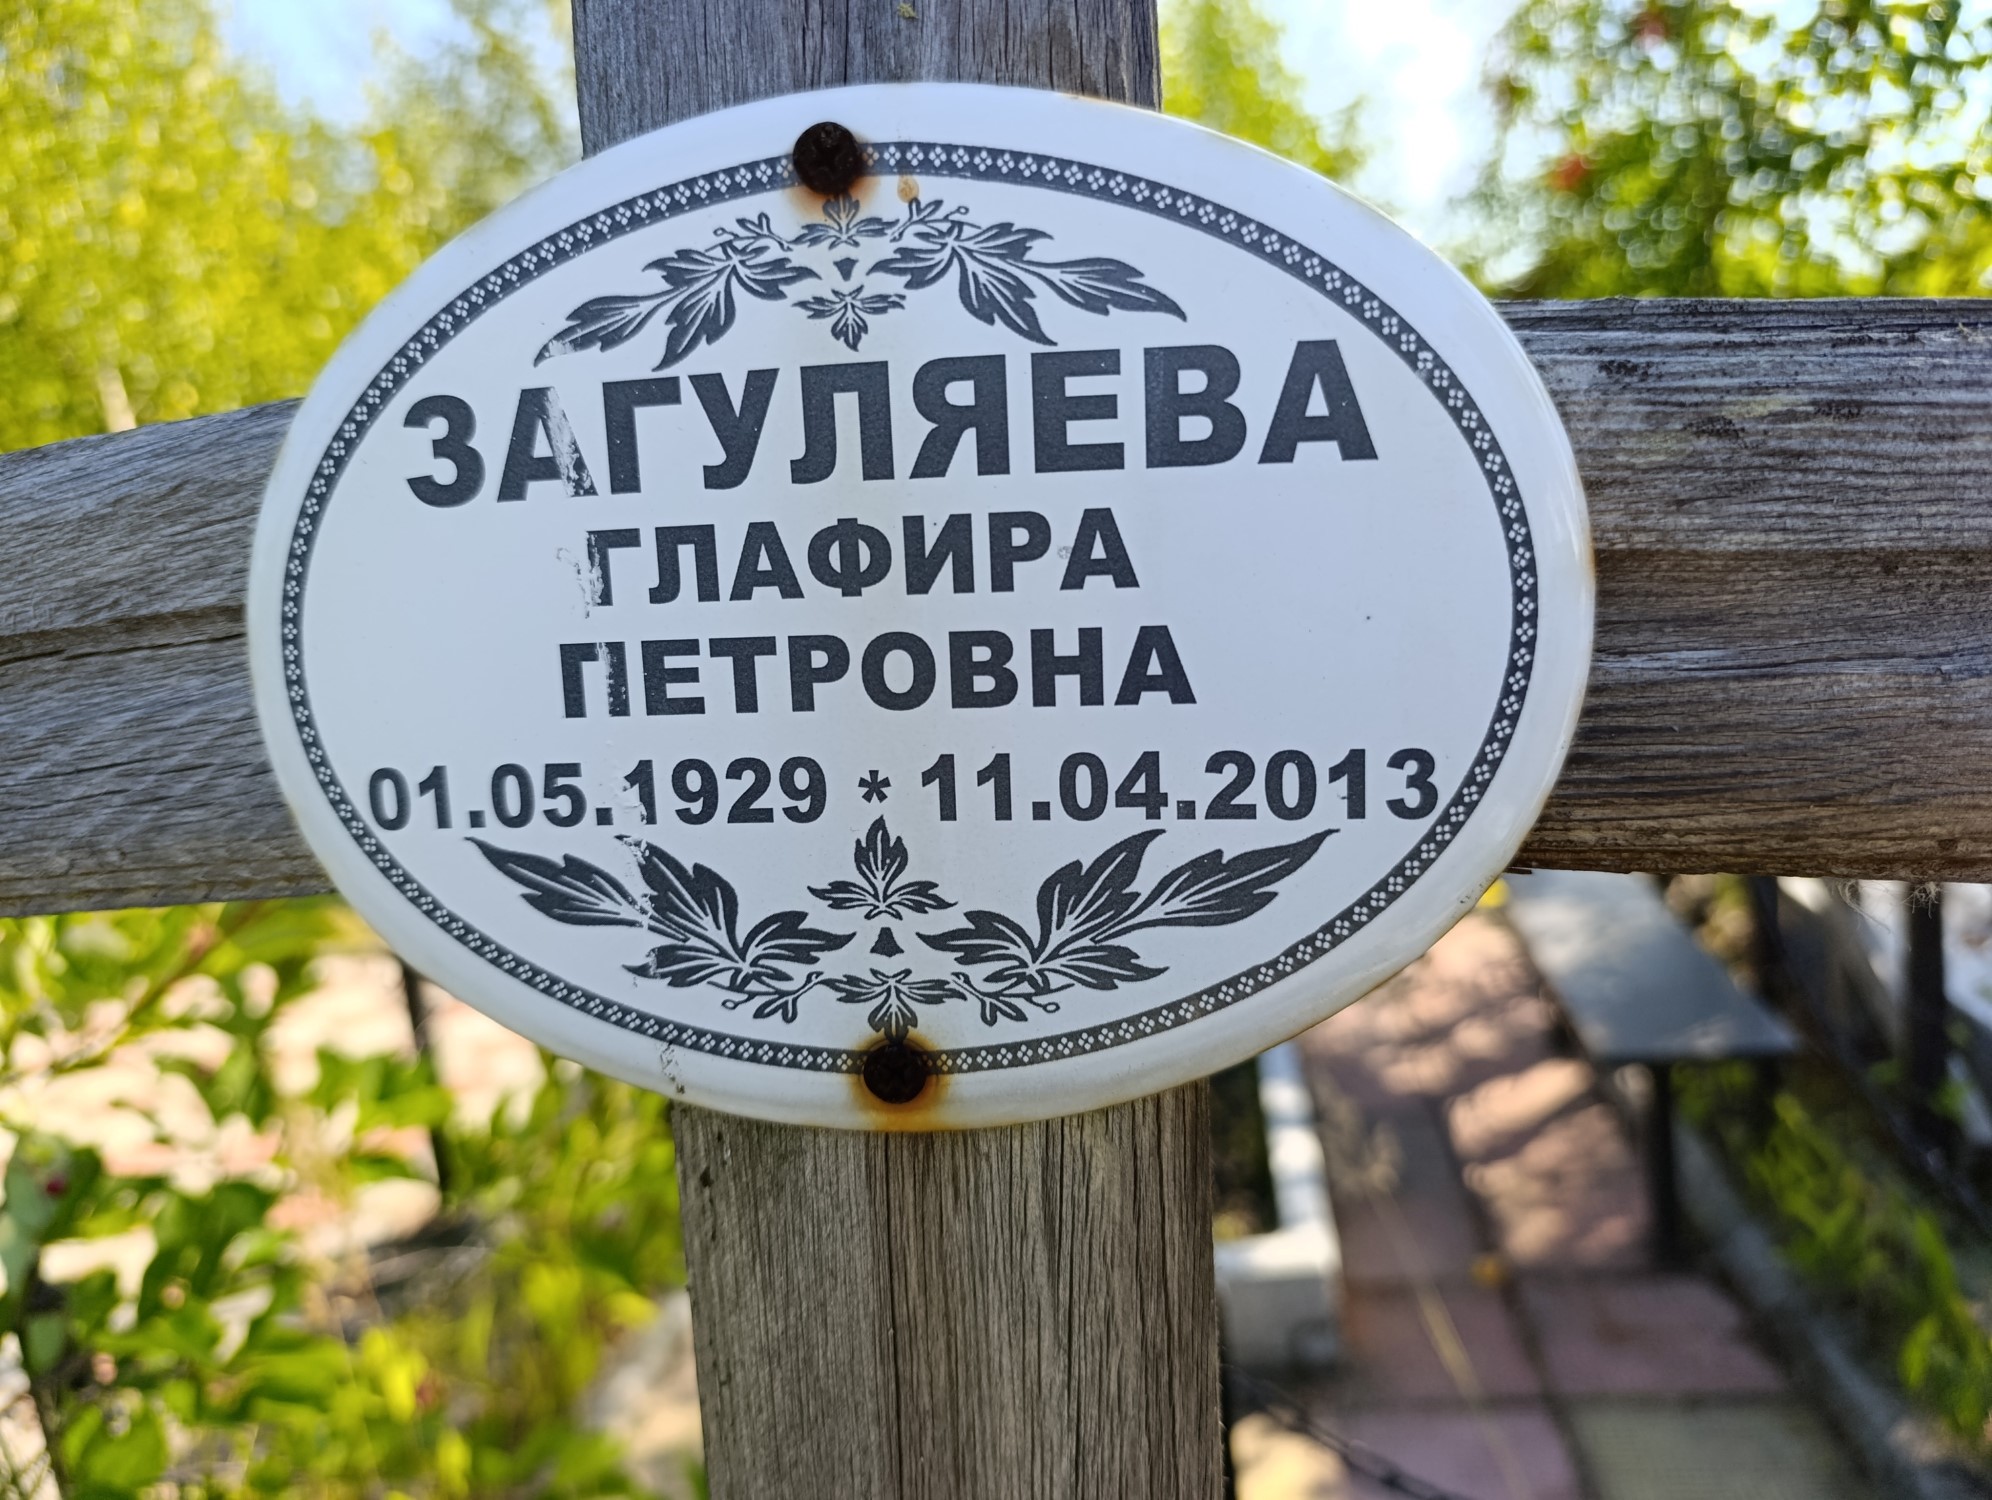 ЗАГУЛЯЕВА
ГЛАФИРА
ПЕТРОВНА
01.05.1929 * 11.04.2013